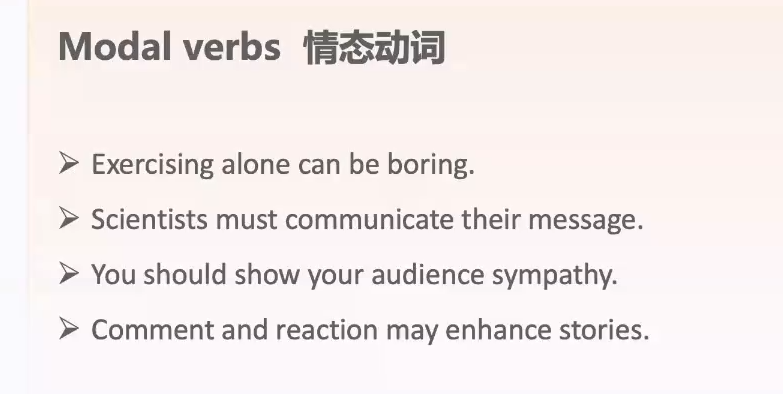 Modal verbs 情态动词
➢ Exercising alone can be boring.
➢ Scientists must communicate their message.
➢ You should show your audience sympathy.
➢ Comment and reaction may enhance stories.